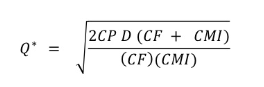 Q* = √(2CP D (CF + CMI) / (CF)(CMI))